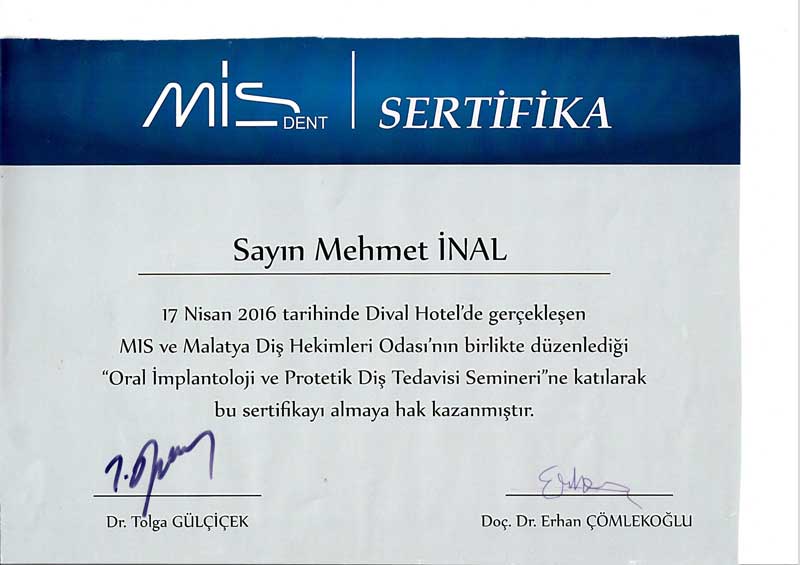 MİS DENT SERTİFİKA
Sayın Mehmet İNAL
17 Nisan 2016 tarihinde Dival Hotel'de gerçekleşen
MIS ve Malatya Diş Hekimleri Odası'nın birlikte düzenlediği
“Oral İmplantoloji ve Protetik Diş Tedavisi Semineri”ne katılarak
bu sertifikayı almaya hak kazanmıştır.
Dr. Tolga GÜLÇİÇEK
Doç. Dr. Erhan ÇÖMLEKOĞLU